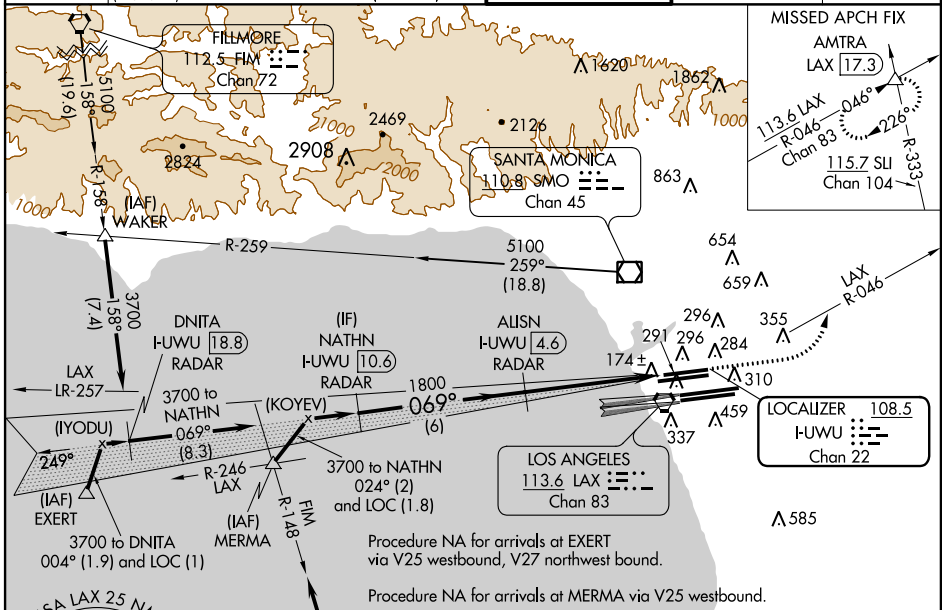 FILLMORE
112.5 FIM
Chan 72
5100
158°
(19.6)
R-158
1620
1862
1000
2469
2126
2824
2908
2000
1000
1000
MISSED APCH FIX
AMTRA
LAX 17.3
113.6 LAX
R-046
046°
Chan 83
226°
R-333
115.7 SLI
Chan 104
SANTA MONICA
110.8 SMO
Chan 45
863
(IAF)
WAKER
R-259
5100
259°
(18.8)
654
659
LAX
R-046
3700
158°
(7.4)
DNITA
I-UWU 18.8
RADAR
(IF)
NATHN
I-UWU 10.6
RADAR
ALISN
I-UWU 4.6
RADAR
291
296
296
284
355
174 ±
310
LAX
LR-257
3700 to
NATHN
1800
069°
(6)
(KOYEV)
(IYODU)
069°
(8.3)
249°
R-246
LAX
3700 to NATHN
024° (2)
and LOC (1.8)
459
337
LOCALIZER 108.5
I-UWU
Chan 22
LOS ANGELES
113.6 LAX
Chan 83
(IAF)
EXERT
(IAF)
MERMA
FIM
R-148
585
3700 to DNITA
004° (1.9) and LOC (1)
Procedure NA for arrivals at EXERT
via V25 westbound, V27 northwest bound.
Procedure NA for arrivals at MERMA via V25 westbound.
LAX 25